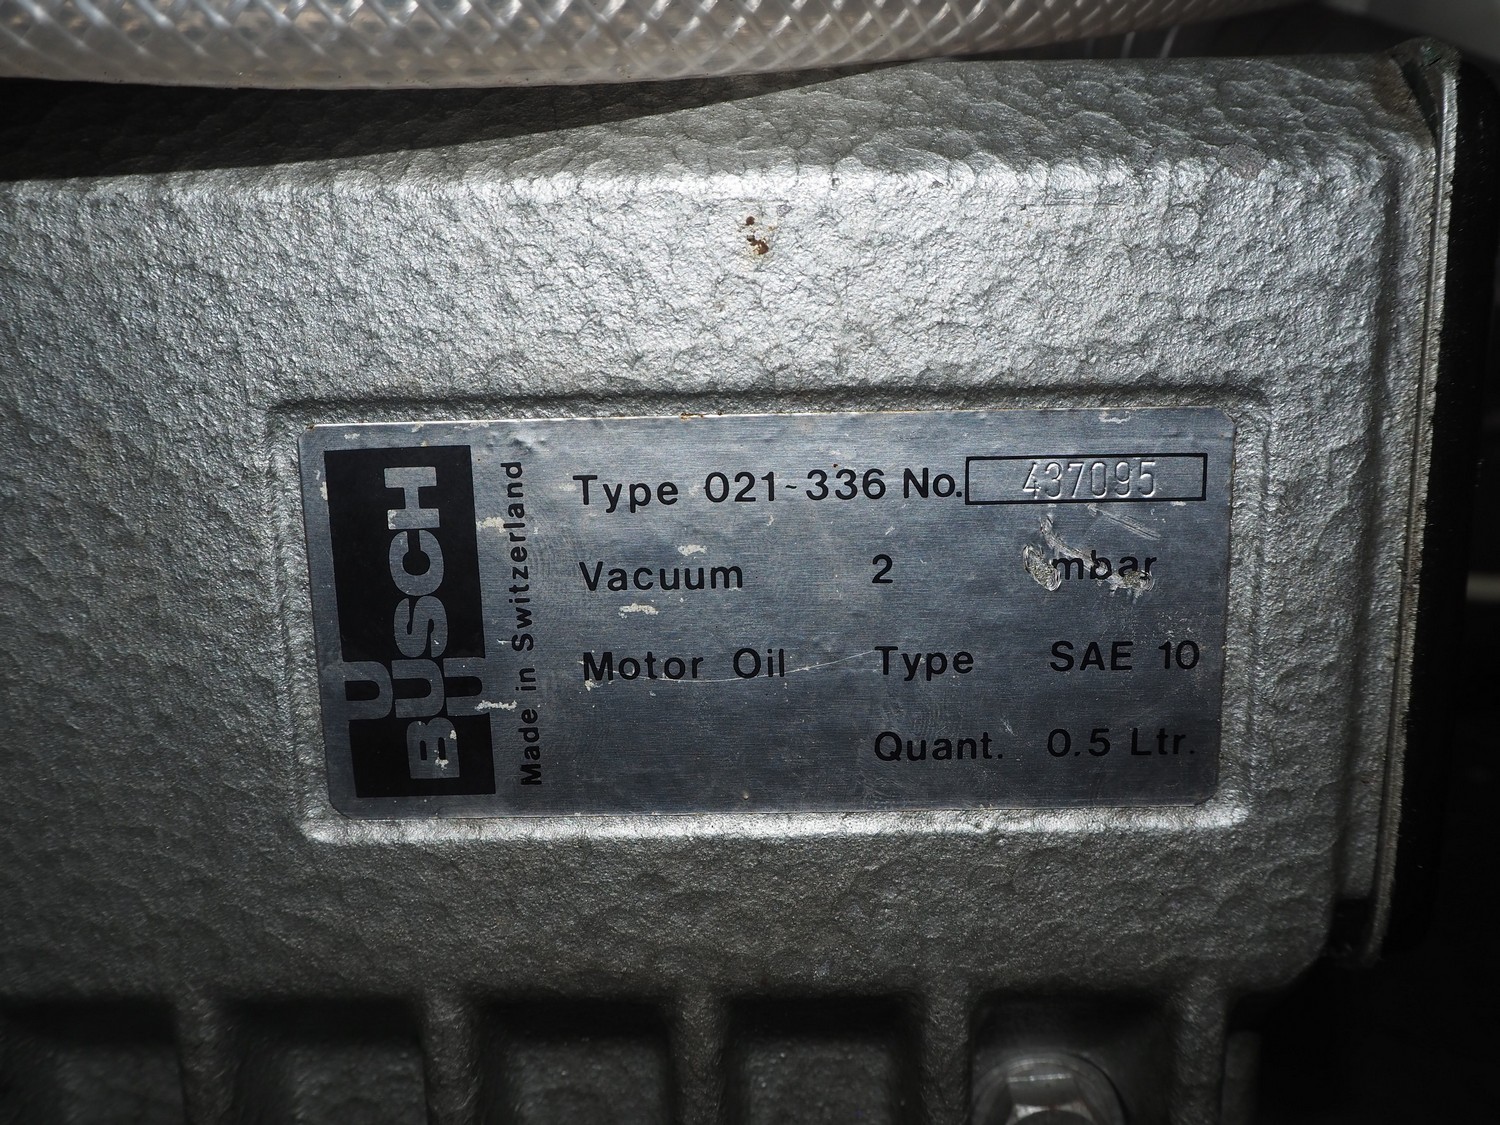 BUSCH
Made in Switzerland
Type 021-336 No. 437095
Vacuum 2 mbar
Motor Oil Type SAE 10
Quant. 0.5 Ltr.